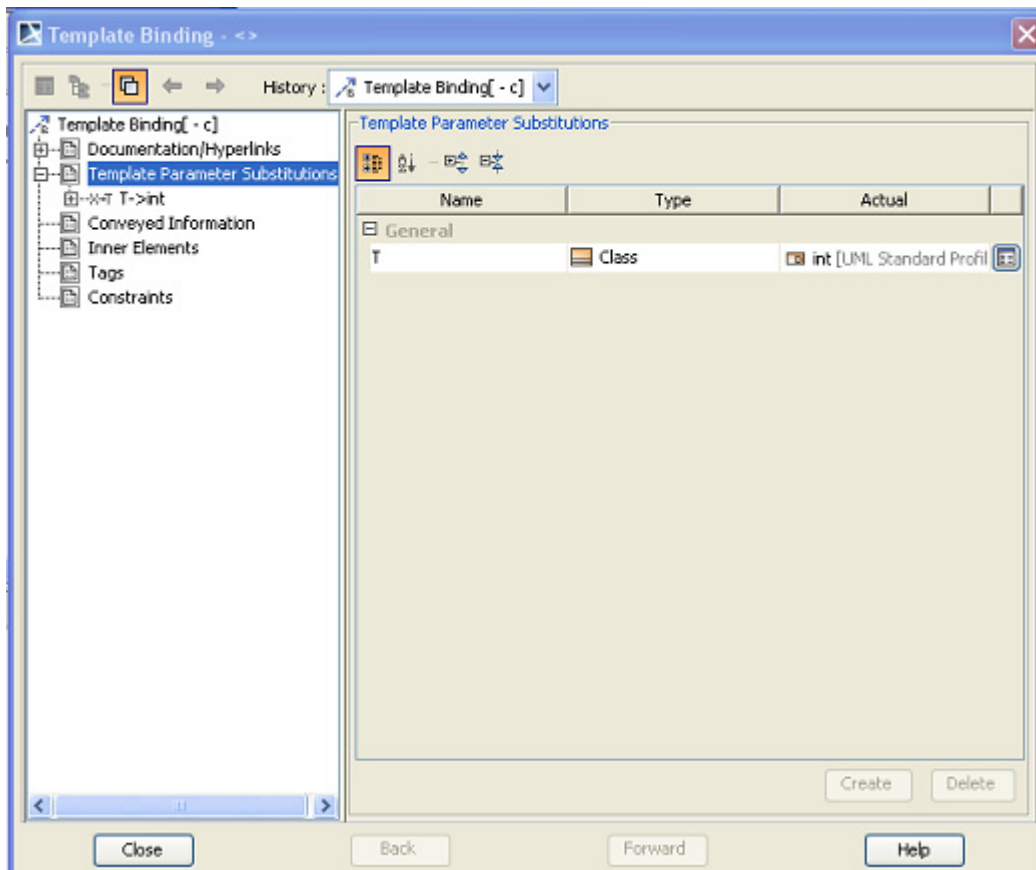 Template Binding - <>
History : Template Binding[ - c]
Template Binding[ - c]
Documentation/Hyperlinks
Template Parameter Substitutions
T->int
Conveyed Information
Inner Elements
Tags
Constraints
Template Parameter Substitutions
Name Type Actual
General
T Class int [UML Standard Profil
Create Delete
Close Back Forward Help